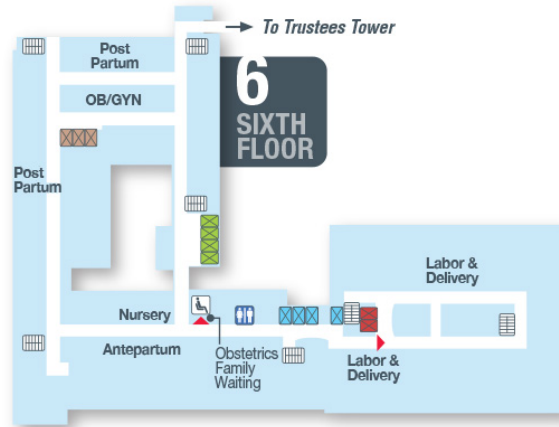 To Trustees Tower
Post
Partum
OB/GYN
6
SIXTH
FLOOR
Post
Partum
Labor &
Delivery
Nursery
Antepartum
Obstetrics
Family
Waiting
Labor &
Delivery